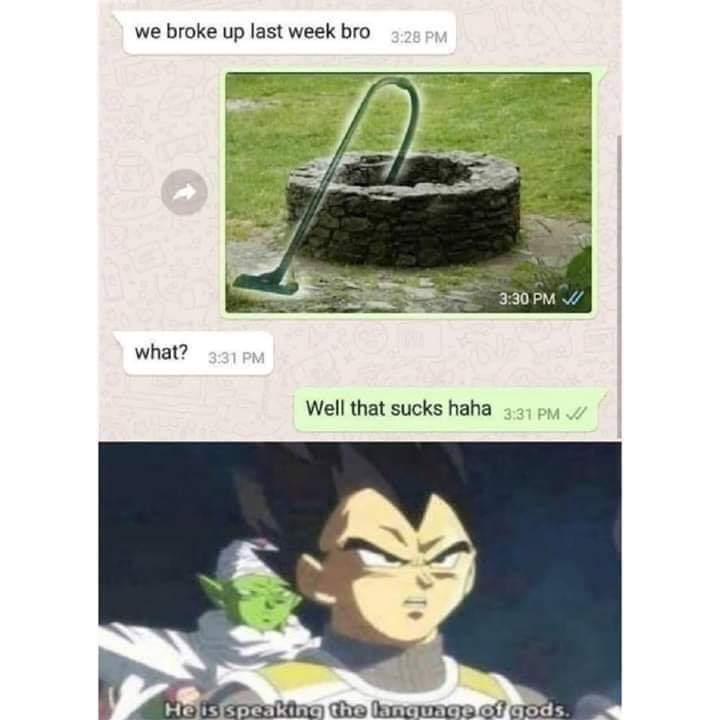 we broke up last week bro 3:28 PM
3:30 PM
what? 3:31 PM
Well that sucks haha 3:31 PM
He is speaking the language of gods.